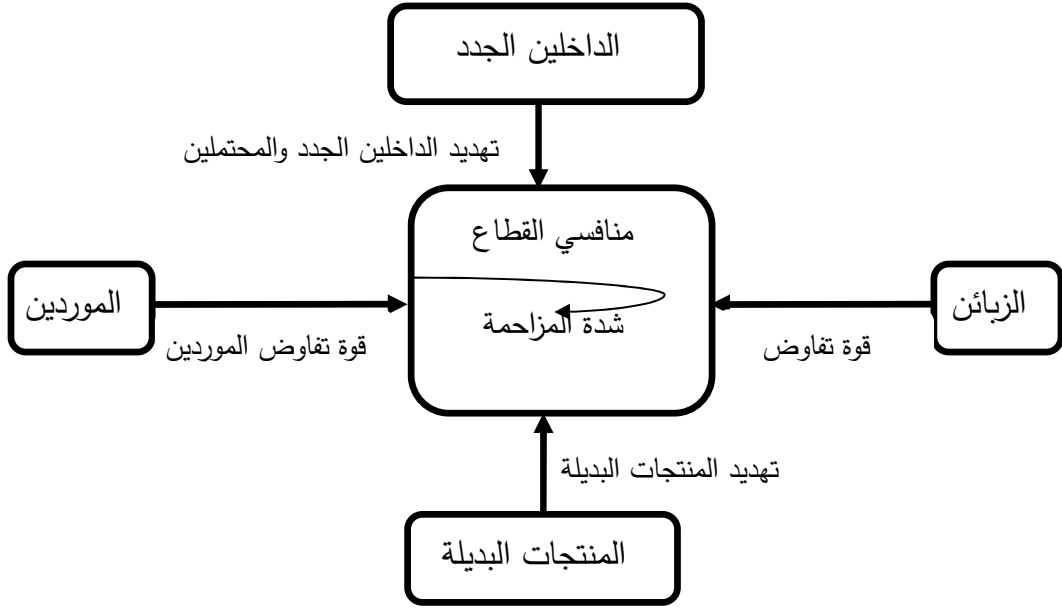 الداخلين الجدد
تهديد الداخلين الجدد والمحتملين
منافسي القطاع
الزبائن
الموردين
شدة المزاحمة
قوة تفاوض
قوة تفاوض الموردين
تهديد المنتجات البديلة
المنتجات البديلة